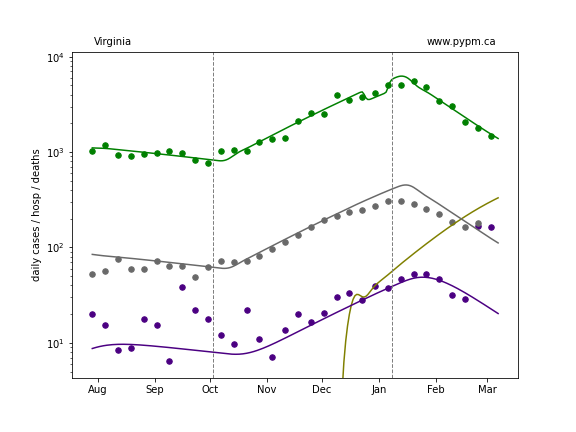 Virginia
www.pypm.ca
daily cases / hosp / deaths
10⁴
10³
10²
10¹
Aug Sep Oct Nov Dec Jan Feb Mar